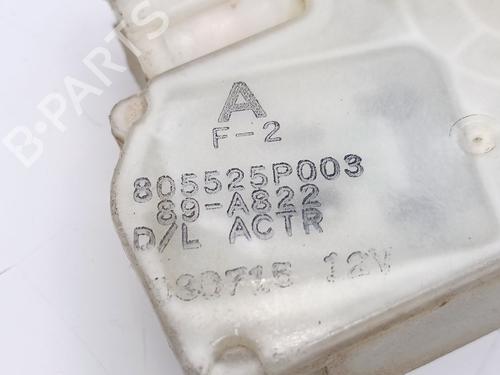 B-PARTS
A
F-2
805525P003
89-A822
D/L ACTR
130715 12V